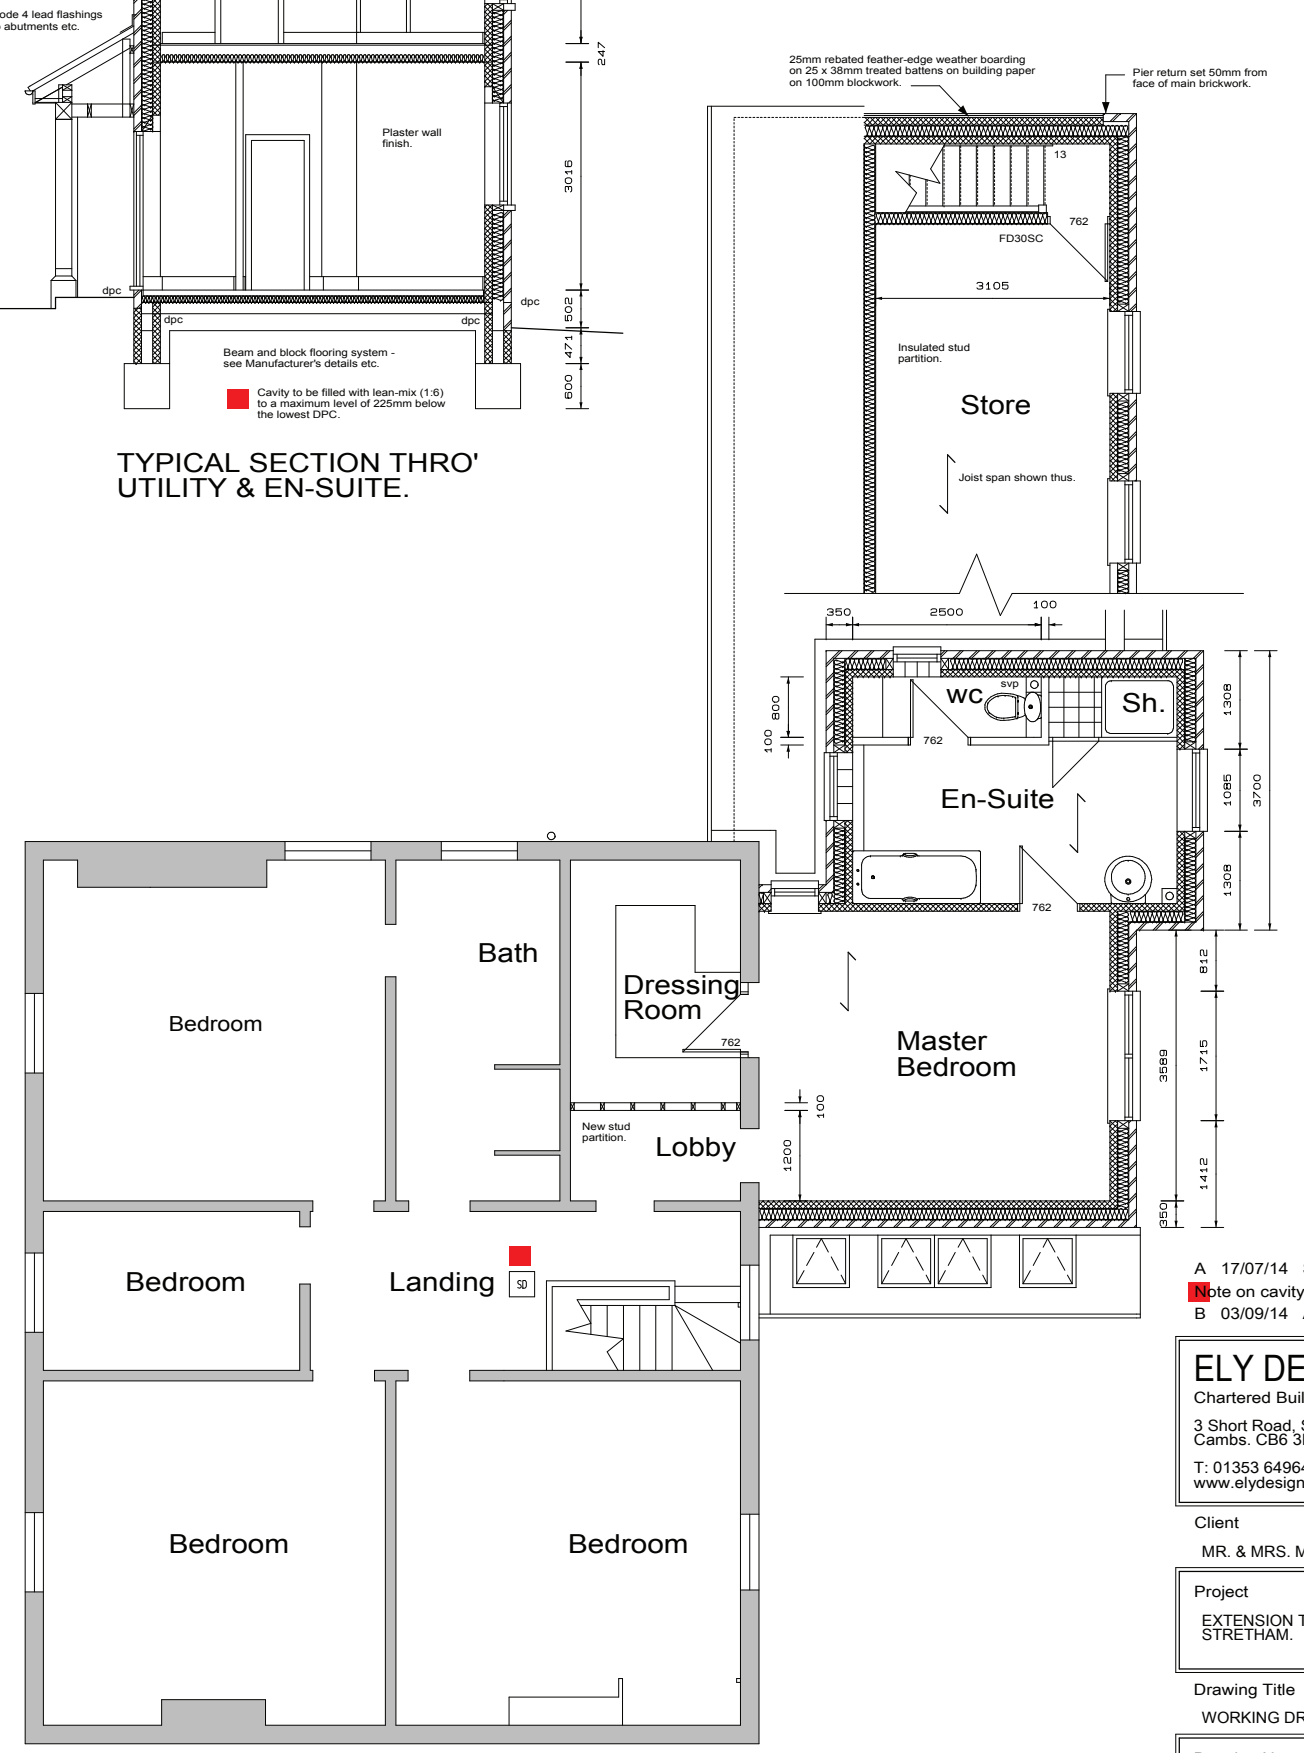 ode 4 lead flashings
abutments etc.
247
Plaster wall
finish.
3016
dpc
dpc
dpc
dpc
502
471
600
Beam and block flooring system -
see Manufacturer's details etc.
Cavity to be filled with lean-mix (1:6)
to a maximum level of 225mm below
the lowest DPC.
TYPICAL SECTION THRO'
UTILITY & EN-SUITE.
25mm rebated feather-edge weather boarding
on 25 x 38mm treated battens on building paper
on 100mm blockwork.
Pier return set 50mm from
face of main brickwork.
13
762
FD30SC
3105
Insulated stud
partition.
Store
Joist span shown thus.
350
2500
100
svp
WC
Sh.
800
100
762
1308
1085
3700
1308
En-Suite
762
Bath
Dressing
Room
762
Bedroom
Master
Bedroom
812
1715
3589
1412
350
100
1200
New stud
partition.
Lobby
Bedroom
Landing
SD
A 17/07/14
Note on cavity
B 03/09/14
ELY DE
Chartered Buil
3 Short Road,
Cambs. CB6 3
T: 01353 6496
www.elydesign
Client
MR. & MRS. M
Project
EXTENSION T
STRETHAM.
Drawing Title
WORKING DR
Bedroom
Bedroom